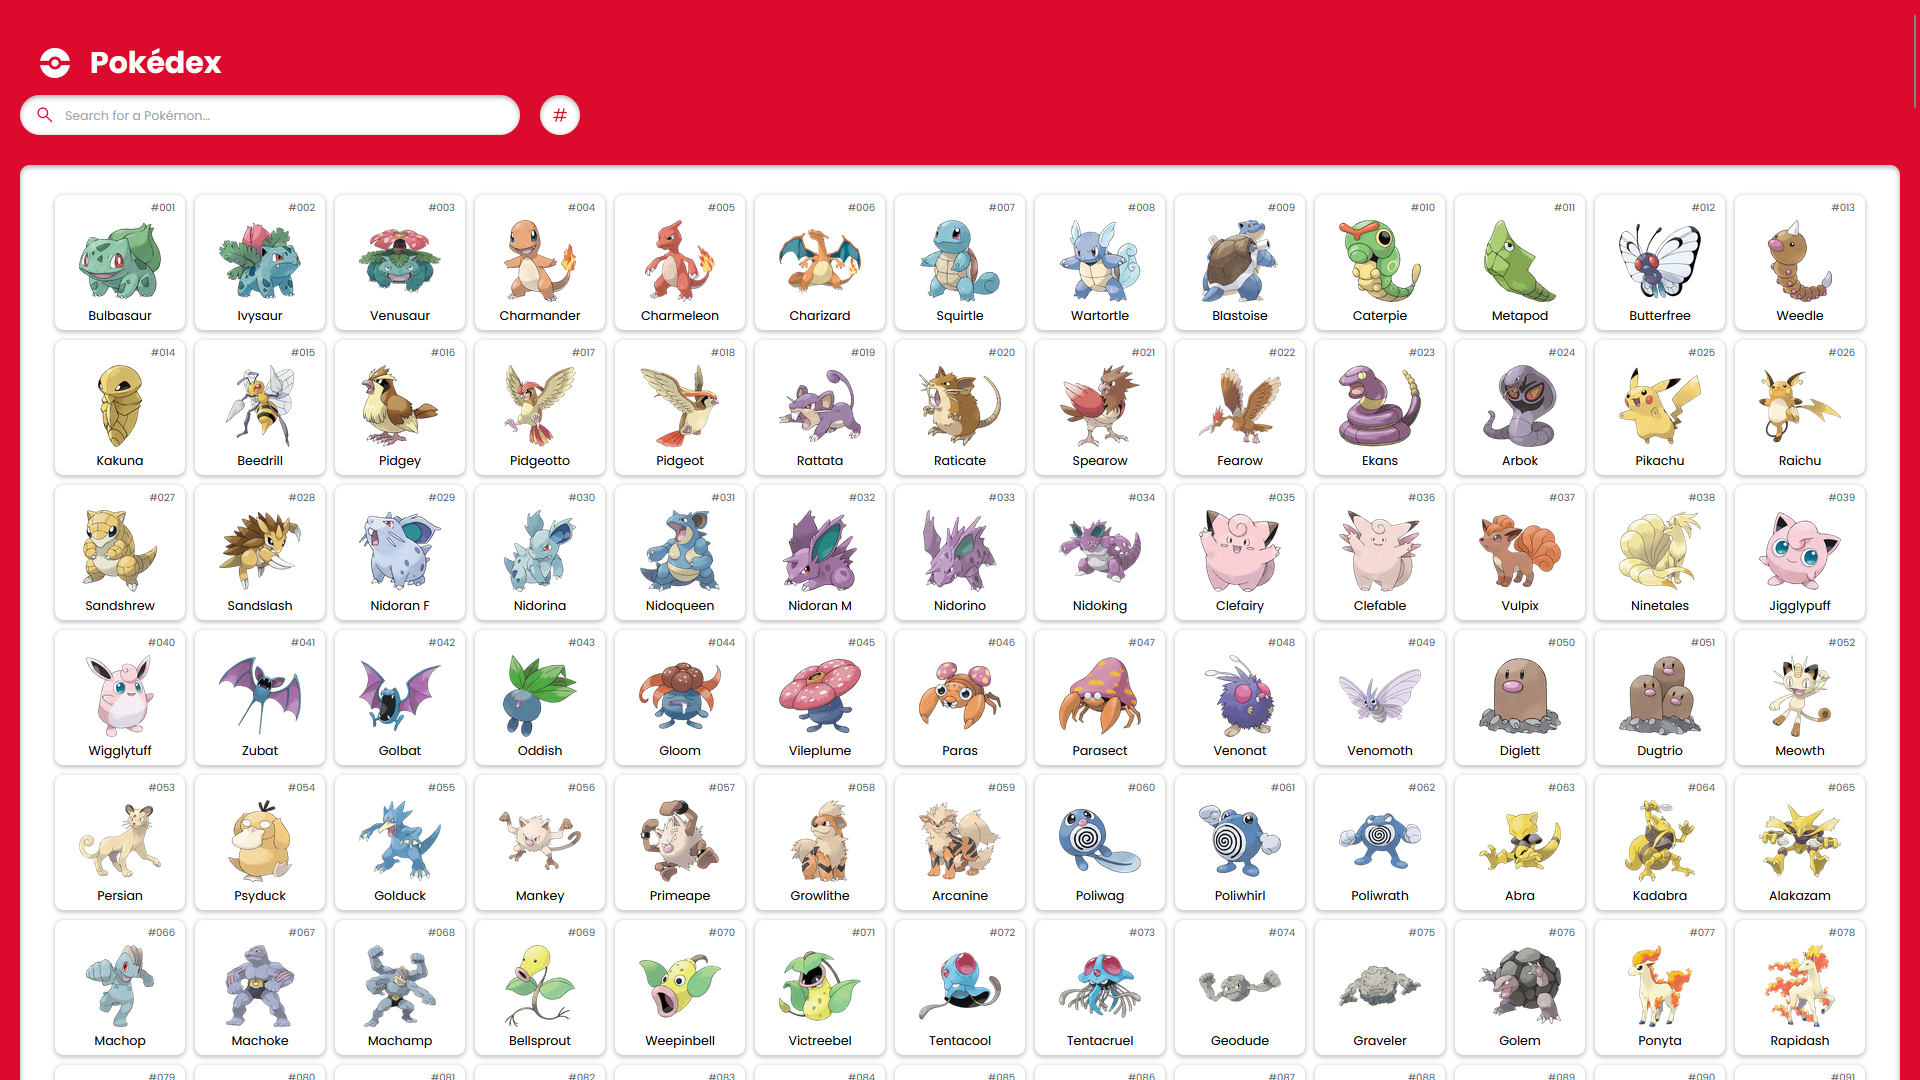 Pokédex
Search for a Pokémon...
#
#001 #002 #003 #004 #005 #006 #007 #008 #009 #010 #011 #012 #013
Bulbasaur Ivysaur Venusaur Charmander Charmeleon Charizard Squirtle Wartortle Blastoise Caterpie Metapod Butterfree Weedle
#014 #015 #016 #017 #018 #019 #020 #021 #022 #023 #024 #025 #026
Kakuna Beedrill Pidgey Pidgeotto Pidgeot Rattata Raticate Spearow Fearow Ekans Arbok Pikachu Raichu
#027 #028 #029 #030 #031 #032 #033 #034 #035 #036 #037 #038 #039
Sandshrew Sandslash Nidoran F Nidorina Nidoqueen Nidoran M Nidorino Nidoking Clefairy Clefable Vulpix Ninetales Jigglypuff
#040 #041 #042 #043 #044 #045 #046 #047 #048 #049 #050 #051 #052
Wigglytuff Zubat Golbat Oddish Gloom Vileplume Paras Parasect Venonat Venomoth Diglett Dugtrio Meowth
#053 #054 #055 #056 #057 #058 #059 #060 #061 #062 #063 #064 #065
Persian Psyduck Golduck Mankey Primeape Growlithe Arcanine Poliwag Poliwhirl Poliwrath Abra Kadabra Alakazam
#066 #067 #068 #069 #070 #071 #072 #073 #074 #075 #076 #077 #078
Machop Machoke Machamp Bellsprout Weepinbell Victreebel Tentacool Tentacruel Geodude Graveler Golem Ponyta Rapidash
#079 #080 #081 #082 #083 #084 #085 #086 #087 #088 #089 #090 #091